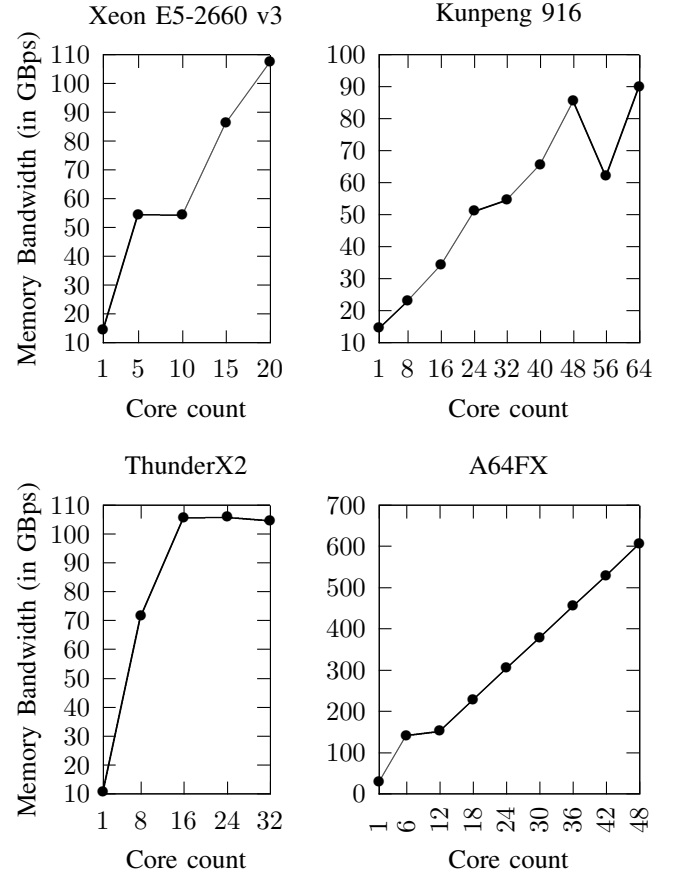 Xeon E5-2660 v3
Memory Bandwidth (in GBps)
110
100
90
80
70
60
50
40
30
20
10
1 5 10 15 20
Core count
Kunpeng 916
100
90
80
70
60
50
40
30
20
10
1 8 16 24 32 40 48 56 64
Core count
ThunderX2
Memory Bandwidth (in GBps)
110
100
90
80
70
60
50
40
30
20
10
1 8 16 24 32
Core count
A64FX
700
600
500
400
300
200
100
0
1 6 12 18 24 30 36 42 48
Core count